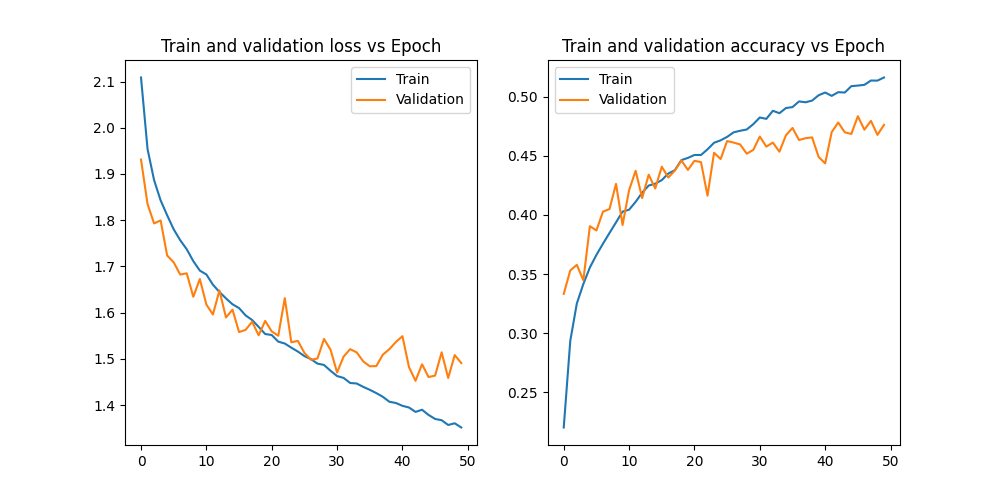 Train and validation loss vs Epoch
Train
Validation
2.1
2.0
1.9
1.8
1.7
1.6
1.5
1.4
0 10 20 30 40 50
Train and validation accuracy vs Epoch
Train
Validation
0.50
0.45
0.40
0.35
0.30
0.25
0 10 20 30 40 50